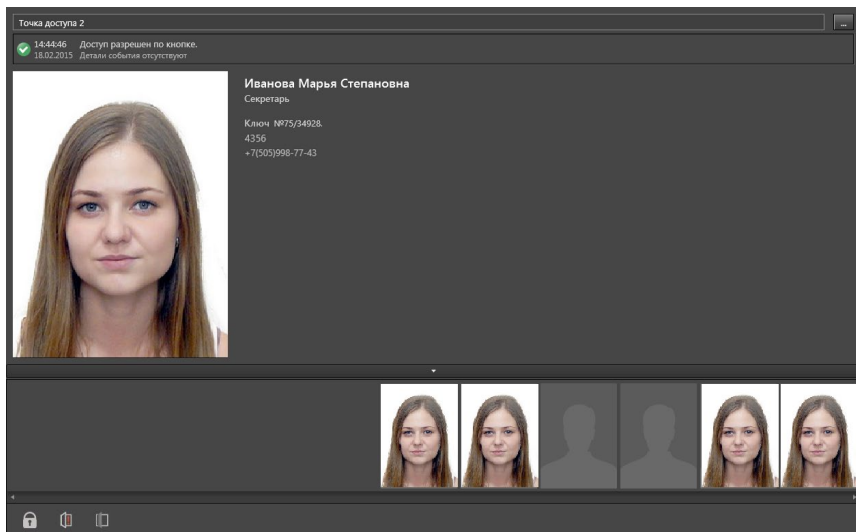 Точка доступа 2
...
14:44:46 Доступ разрешен по кнопке.
18.02.2015 Детали события отсутствуют
Иванова Марья Степановна
Секретарь
Ключ №75/34928.
4356
+7(505)998-77-43